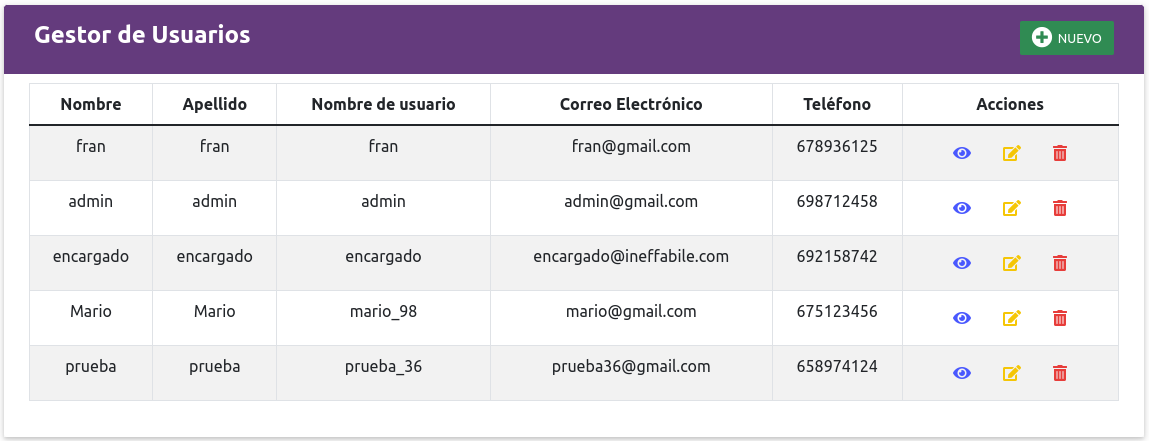 Gestor de Usuarios
NUEVO
Nombre Apellido Nombre de usuario Correo Electrónico Teléfono Acciones
fran fran fran fran@gmail.com 678936125
admin admin admin admin@gmail.com 698712458
encargado encargado encargado encargado@ineffabile.com 692158742
Mario Mario mario_98 mario@gmail.com 675123456
prueba prueba prueba_36 prueba36@gmail.com 658974124